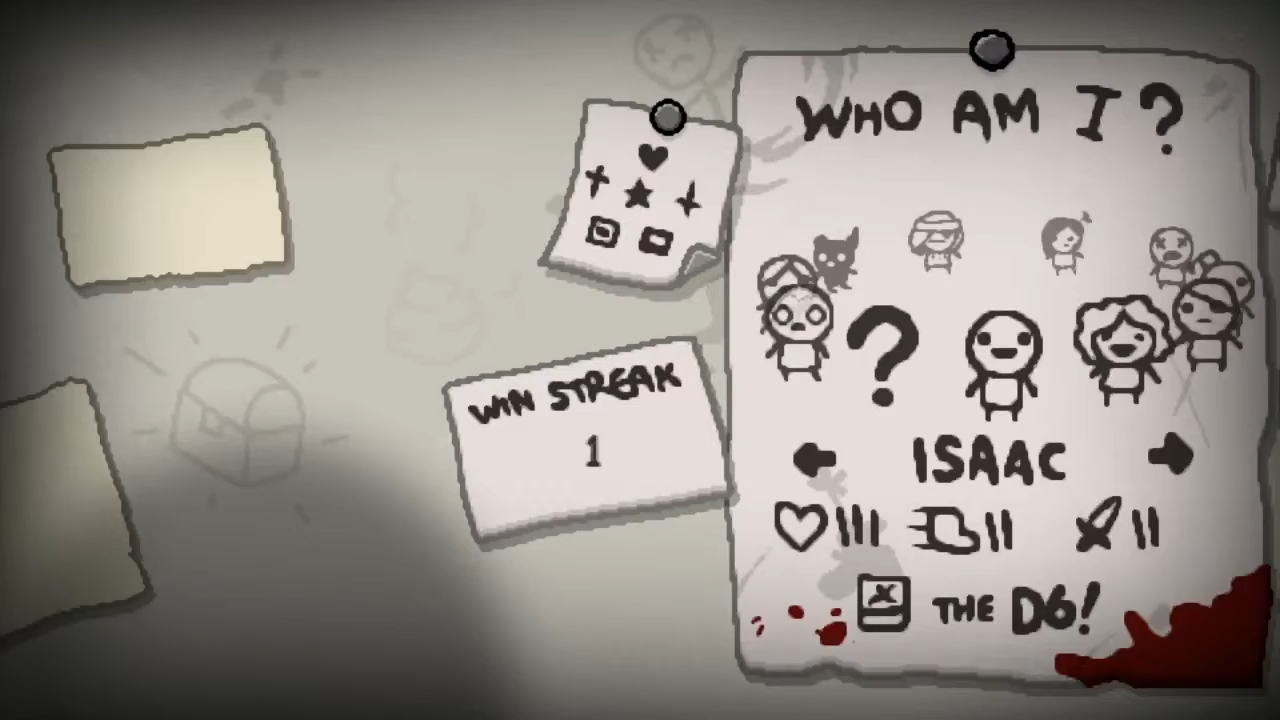 WHO AM I?
WIN STREAK
1
?
ISAAC
THE D6!